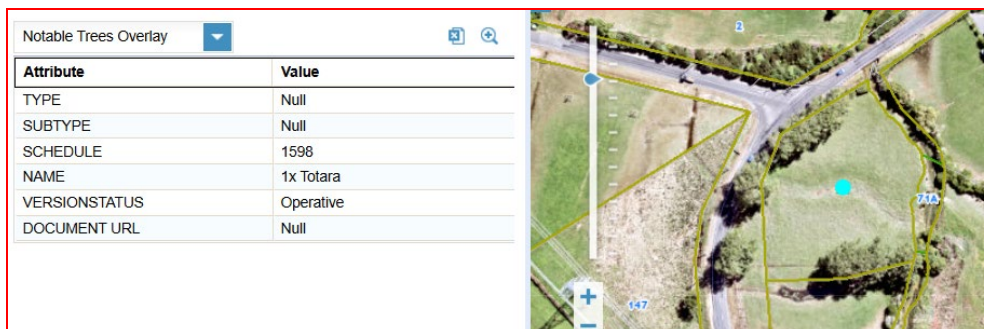 Notable Trees Overlay
Attribute Value
TYPE Null
SUBTYPE Null
SCHEDULE 1598
NAME 1x Totara
VERSIONSTATUS Operative
DOCUMENT URL Null
2
71A
147